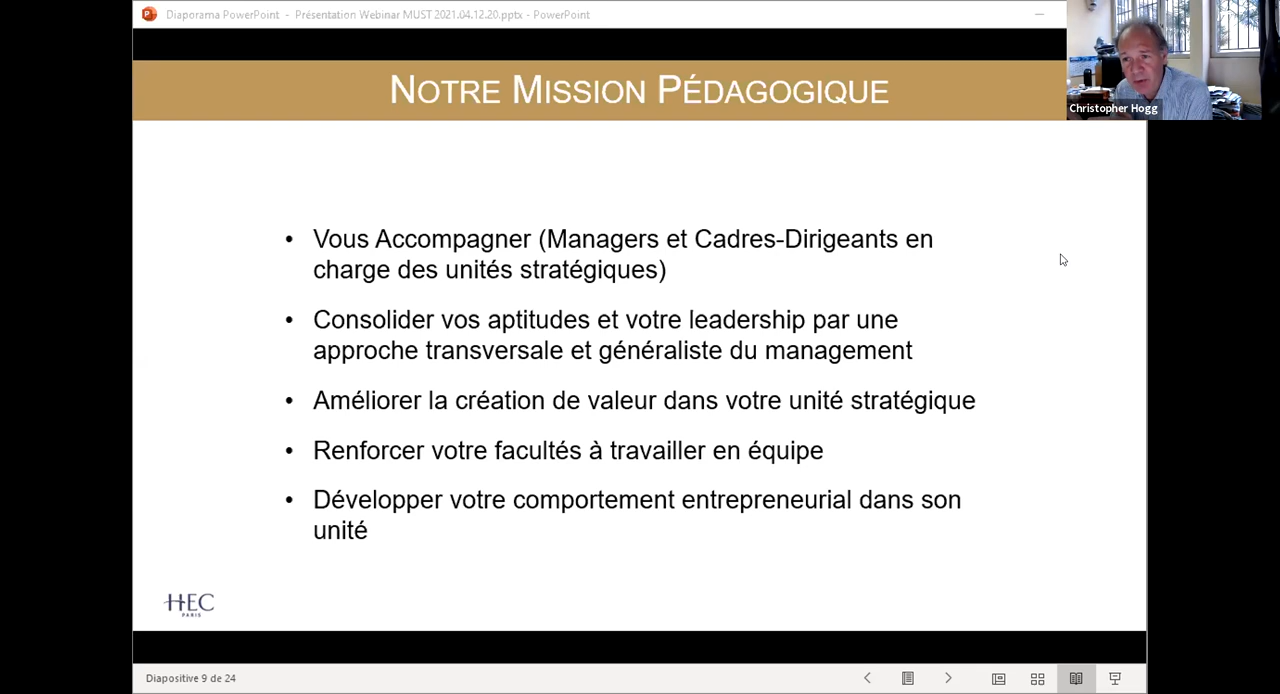 Diaporama PowerPoint - Présentation Webinar MUST 2021.04.12.20.pptx - PowerPoint
Christopher Hogg
NOTRE MISSION PÉDAGOGIQUE
• Vous Accompagner (Managers et Cadres-Dirigeants en
charge des unités stratégiques)
• Consolider vos aptitudes et votre leadership par une
approche transversale et généraliste du management
• Améliorer la création de valeur dans votre unité stratégique
• Renforcer votre facultés à travailler en équipe
• Développer votre comportement entrepreneurial dans son
unité
HEC
PARIS
Diapositive 9 de 24